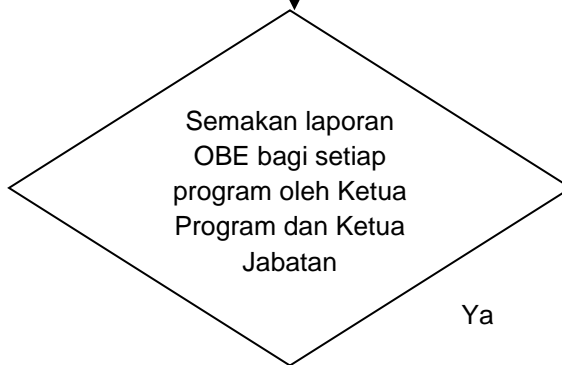 Semakan laporan
OBE bagi setiap
program oleh Ketua
Program dan Ketua
Jabatan
Ya